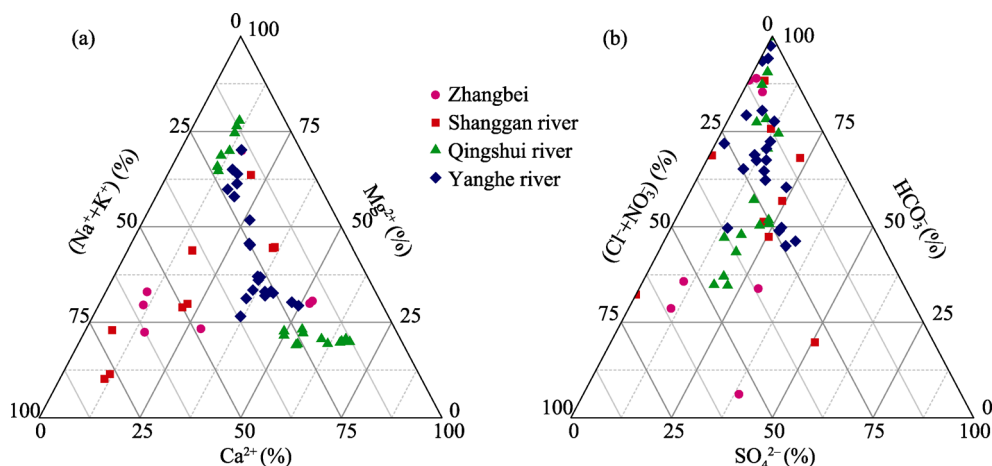 (a)
0
100
25
75
50
50
75
25
100
0
0
25
50
75
100
(Na⁺+K⁺) (%)
Mg²⁺ (%)
Ca²⁺ (%)
Zhangbei
Shanggan river
Qingshui river
Yanghe river
(b)
0
100
25
75
50
50
75
25
100
0
0
25
50
75
100
(Cl⁻+NO₃⁻) (%)
HCO₃⁻ (%)
SO₄²⁻ (%)